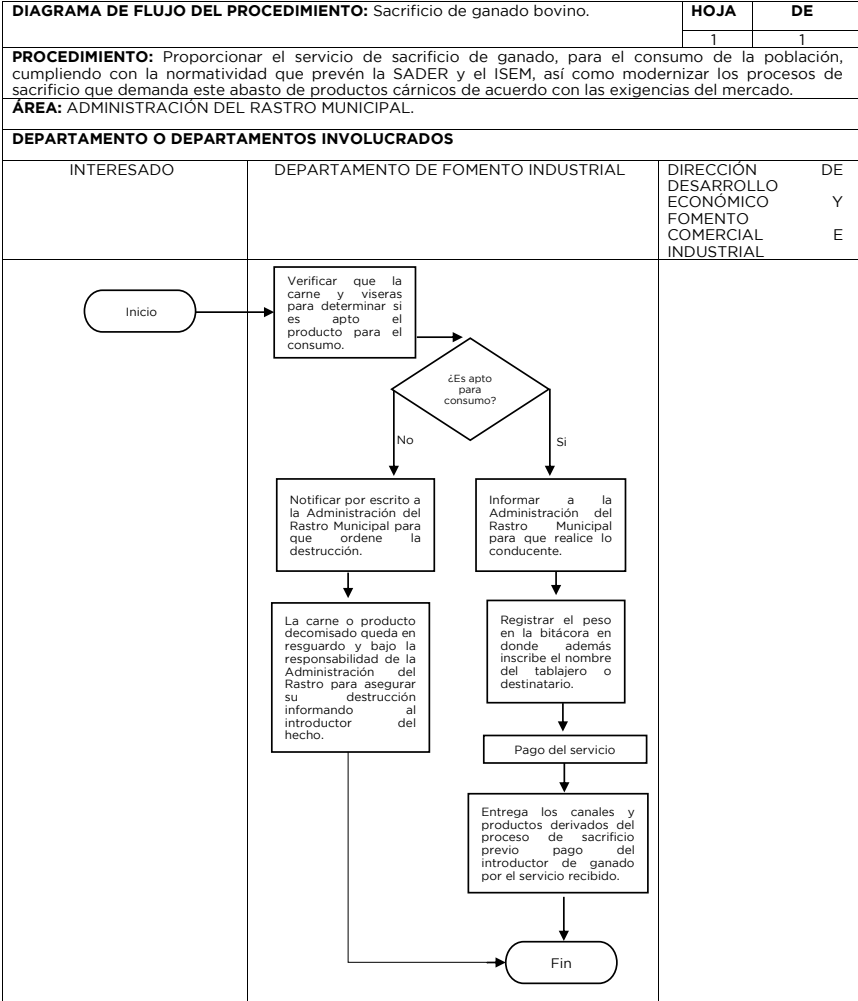 DIAGRAMA DE FLUJO DEL PROCEDIMIENTO: Sacrificio de ganado bovino.
HOJA DE
1 1
PROCEDIMIENTO: Proporcionar el servicio de sacrificio de ganado, para el consumo de la población,
cumpliendo con la normatividad que prevén la SADER y el ISEM, así como modernizar los procesos de
sacrificio que demanda este abasto de productos cárnicos de acuerdo con las exigencias del mercado.
ÁREA: ADMINISTRACIÓN DEL RASTRO MUNICIPAL.
DEPARTAMENTO O DEPARTAMENTOS INVOLUCRADOS
INTERESADO
DEPARTAMENTO DE FOMENTO INDUSTRIAL
DIRECCIÓN DE
DESARROLLO
ECONÓMICO Y
FOMENTO
COMERCIAL E
INDUSTRIAL
Inicio
Verificar que la
carne y viseras
para determinar si
es apto el
producto para el
consumo.
¿Es apto
para
consumo?
No
Si
Notificar por escrito a
la Administración del
Rastro Municipal para
que ordene la
destrucción.
Informar a la
Administración del
Rastro Municipal
para que realice lo
conducente.
La carne o producto
decomisado queda en
resguardo y bajo la
responsabilidad de la
Administración del
Rastro para asegurar
su destrucción
informando al
introductor del
hecho.
Registrar el peso
en la bitácora en
donde además
inscribe el nombre
del tablajero o
destinatario.
Pago del servicio
Entrega los canales y
productos derivados del
proceso de sacrificio
previo pago del
introductor de ganado
por el servicio recibido.
Fin